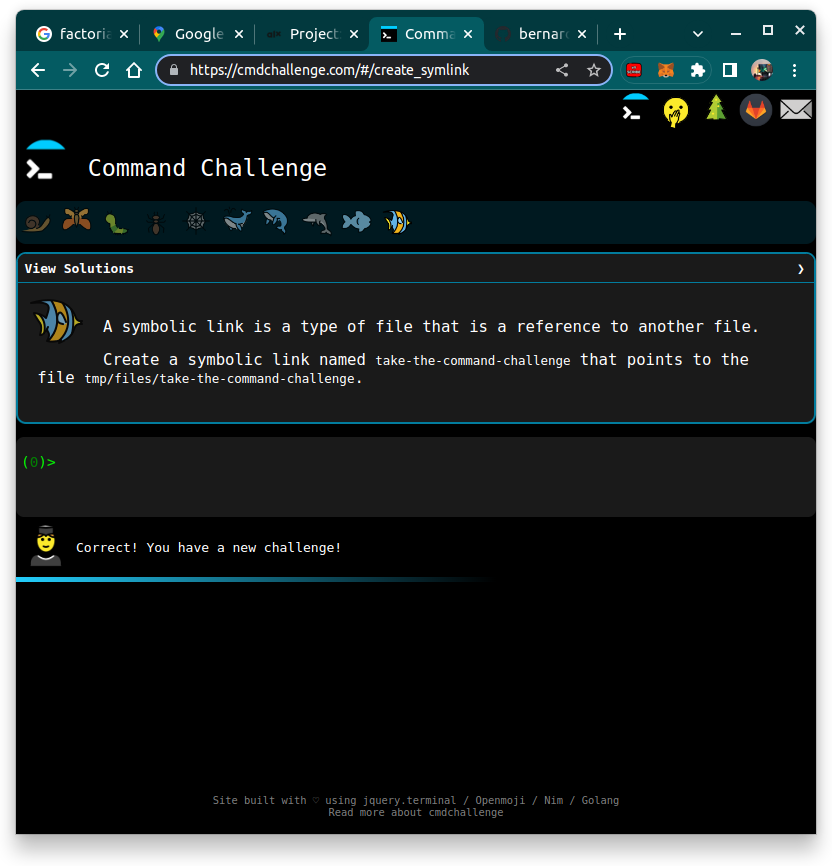 factoria
Google
Project
Comma
bernard
https://cmdchallenge.com/#/create_symlink
Command Challenge
View Solutions
A symbolic link is a type of file that is a reference to another file.
Create a symbolic link named take-the-command-challenge that points to the
file tmp/files/take-the-command-challenge.
(0)>
Correct! You have a new challenge!
Site built with ♡ using jquery.terminal / Openmoji / Nim / Golang
Read more about cmdchallenge